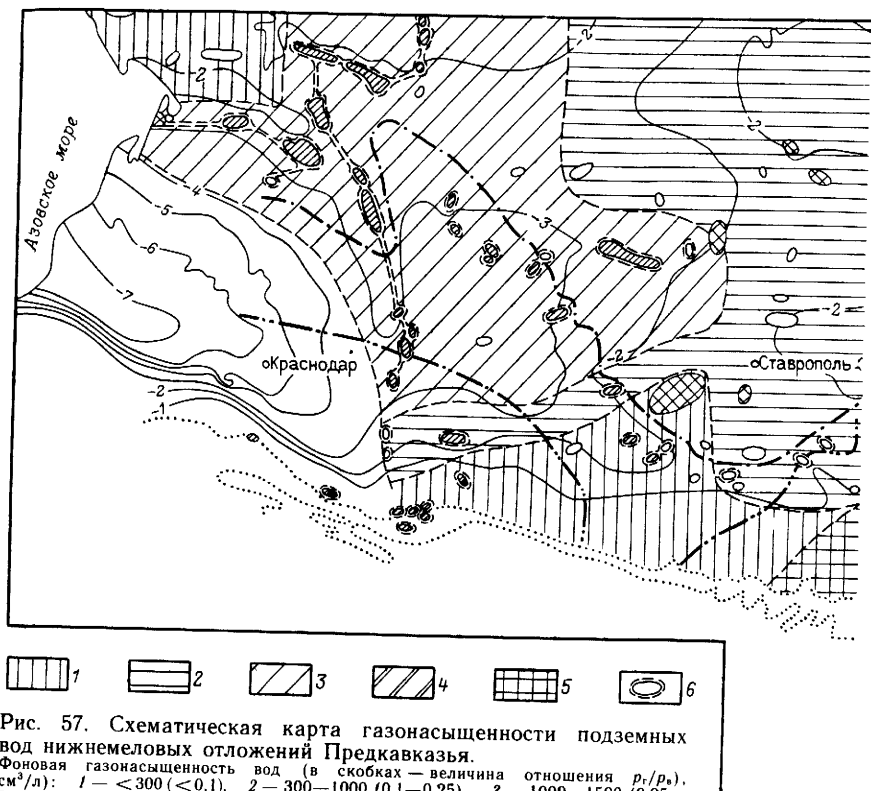 -2
-2
-2
Азовское море
-4
-5
-6
-7
-3
-2
-2
Краснодар
Ставрополь
-2
-1
1 2 3 4 5 6
Рис. 57. Схематическая карта газонасыщенности подземных
вод нижнемеловых отложений Предкавказья.
Фоновая газонасыщенность вод (в скобках — величина отношения pг/pв),
см³/л): 1 — <300 (<0,1), 2 — 300—1000 (0,1—0,25),